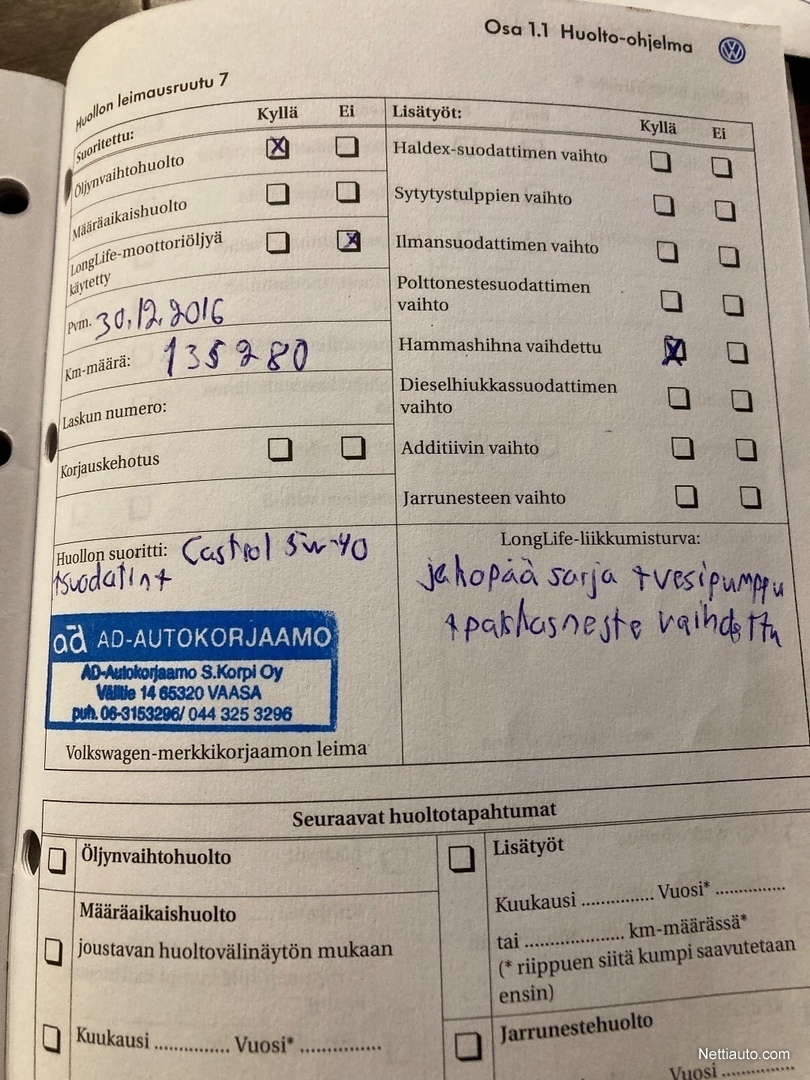 Osa 1.1 Huolto-ohjelma
Huollon leimausruutu 7
Suoritettu: Kyllä Ei
Öljynvaihtohuolto X
Määräaikaishuolto
LongLife-moottoriöljyä
käytetty X
Pvm. 30.12.2016
Km-määrä: 135280
Laskun numero:
Korjauskehotus
Lisätyöt: Kyllä Ei
Haldex-suodattimen vaihto
Sytytystulppien vaihto
Ilmansuodattimen vaihto
Polttonestesuodattimen
vaihto
Hammashihna vaihdettu X
Dieselhiukkassuodattimen
vaihto
Additiivin vaihto
Jarrunesteen vaihto
Huollon suoritti: Castrol 5w-40
+suodatin+
ad AD-AUTOKORJAAMO
AD-Autokorjaamo S.Korpi Oy
Välitie 14 65320 VAASA
puh. 06-3153296/ 044 325 3296
Volkswagen-merkkikorjaamon leima
LongLife-liikkumisturva:
jakopää sarja +vesipumppu
+pakkasneste vaihdettu
Seuraavat huoltotapahtumat
Öljynvaihtohuolto
Määräaikaishuolto
joustavan huoltovälinäytön mukaan
Kuukausi .............. Vuosi* ...............
Lisätyöt
Kuukausi .............. Vuosi* ..............
tai .................... km-määrässä*
(* riippuen siitä kumpi saavutetaan
ensin)
Jarrunestehuolto
Vuosi ..............
Nettiauto.com